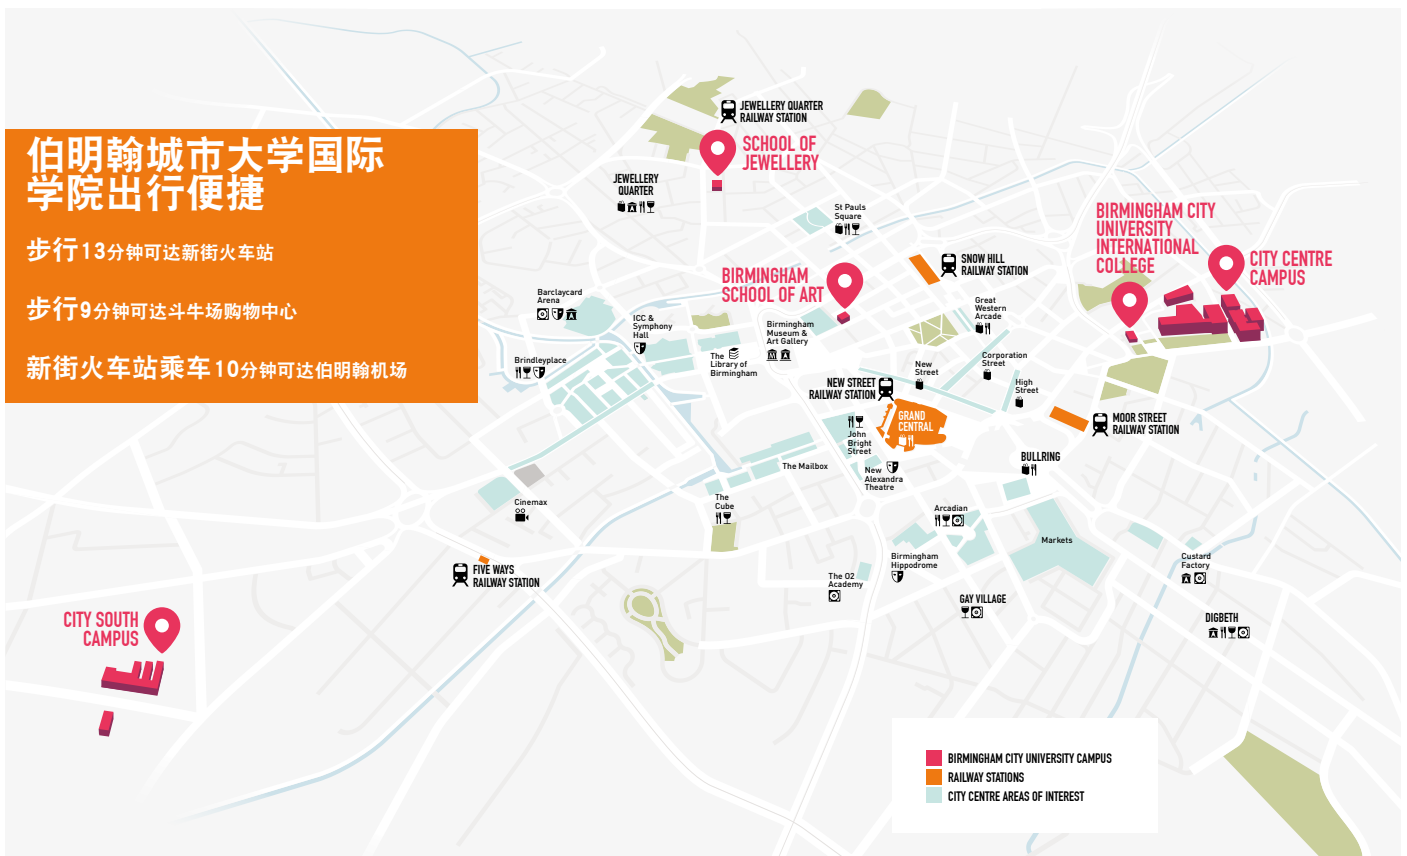 伯明翰城市大学国际
学院出行便捷
步行13分钟可达新街火车站
步行9分钟可达斗牛场购物中心
新街火车站乘车10分钟可达伯明翰机场
JEWELLERY QUARTER
RAILWAY STATION
SCHOOL OF
JEWELLERY
JEWELLERY
QUARTER
St Pauls
Square
BIRMINGHAM CITY
UNIVERSITY
INTERNATIONAL
COLLEGE
CITY CENTRE
CAMPUS
SNOW HILL
RAILWAY STATION
BIRMINGHAM
SCHOOL OF ART
Barclaycard
Arena
ICC &
Symphony
Hall
Great
Western
Arcade
Birmingham
Museum &
Art Gallery
Brindleyplace
The
Library of
Birmingham
New
Street
Corporation
Street
High
Street
NEW STREET
RAILWAY STATION
GRAND
CENTRAL
MOOR STREET
RAILWAY STATION
John
Bright
Street
BULLRING
The Mailbox
New
Alexandra
Theatre
Cinemax
The
Cube
Arcadian
Markets
Birmingham
Hippodrome
Custard
Factory
FIVE WAYS
RAILWAY STATION
The O2
Academy
GAY VILLAGE
DIGBETH
CITY SOUTH
CAMPUS
BIRMINGHAM CITY UNIVERSITY CAMPUS
RAILWAY STATIONS
CITY CENTRE AREAS OF INTEREST